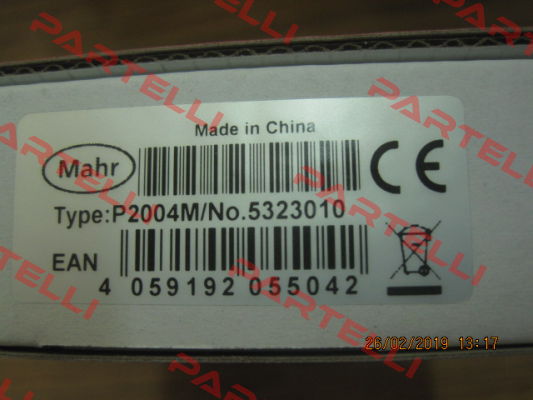 Made in China
Mahr
CE
Type:P2004M/No.5323010
EAN
4 059192 055042
26/02/2019 13:17
PARTELLI
PARTELLI
PARTELLI
PARTELLI
PARTELLI
PARTELLI